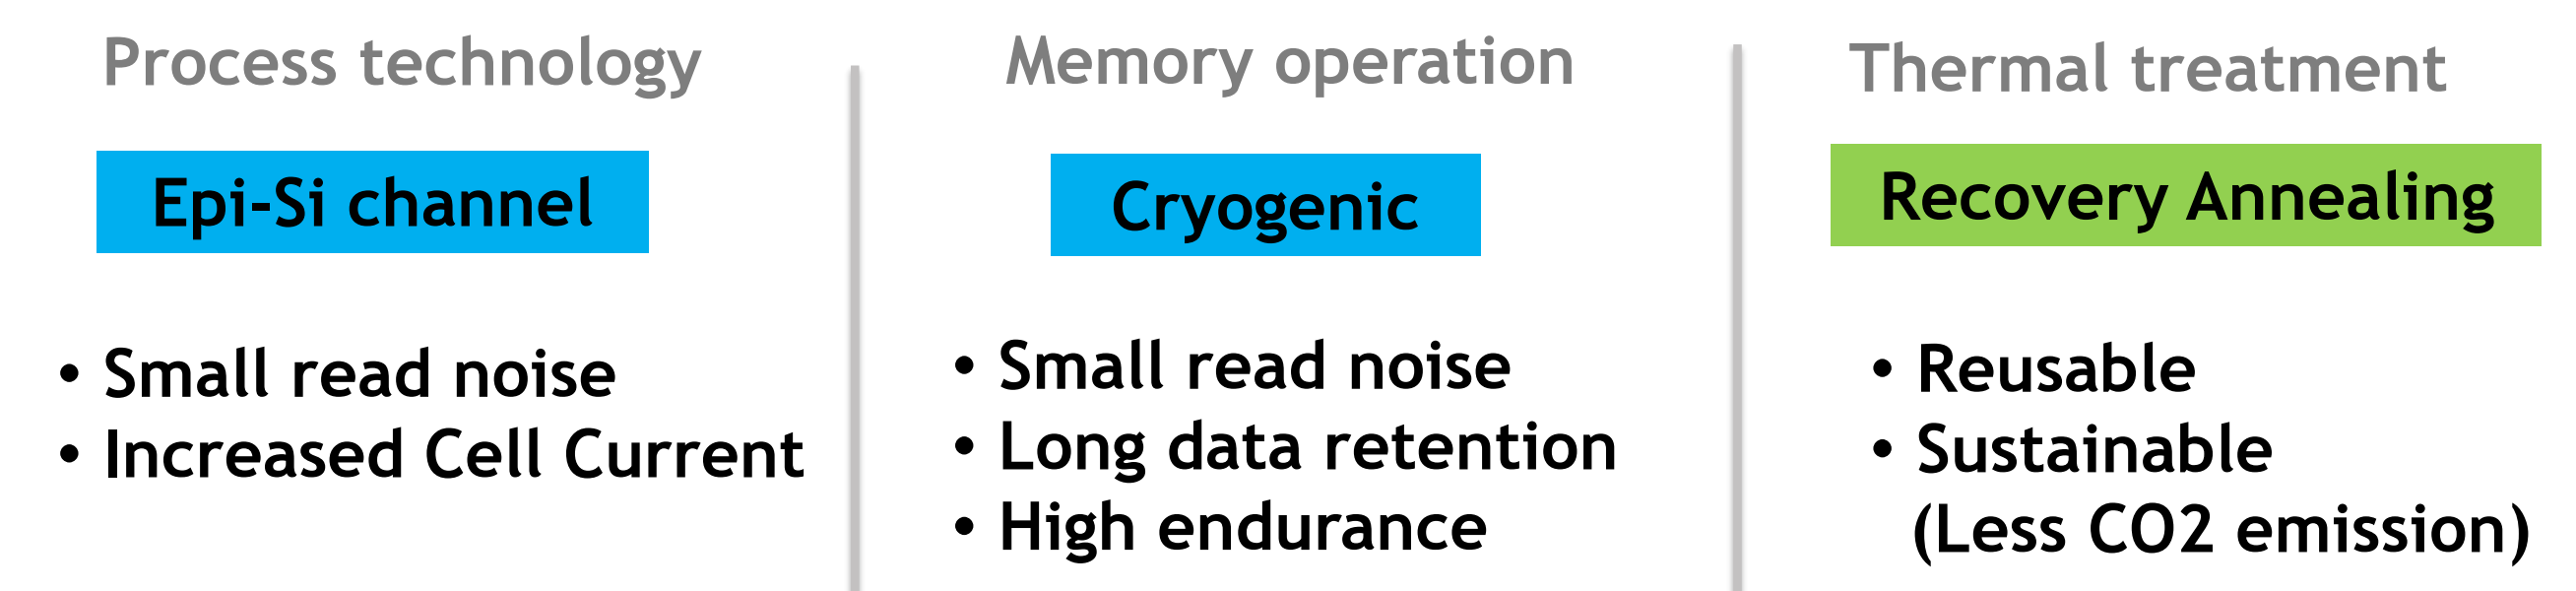 Process technology
Epi-Si channel
• Small read noise
• Increased Cell Current
Memory operation
Cryogenic
• Small read noise
• Long data retention
• High endurance
Thermal treatment
Recovery Annealing
• Reusable
• Sustainable
(Less CO2 emission)